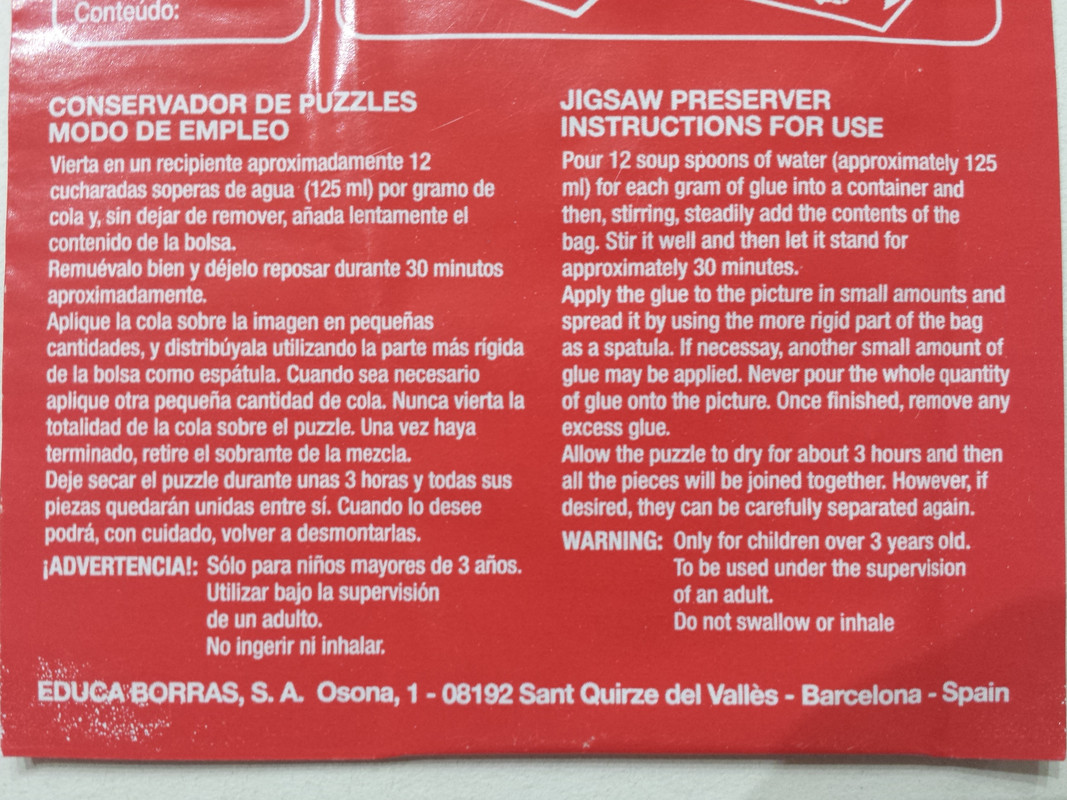 Conteúdo:
CONSERVADOR DE PUZZLES
MODO DE EMPLEO
Vierta en un recipiente aproximadamente 12
cucharadas soperas de agua (125 ml) por gramo de
cola y, sin dejar de remover, añada lentamente el
contenido de la bolsa.
Remuévalo bien y déjelo reposar durante 30 minutos
aproximadamente.
Aplique la cola sobre la imagen en pequeñas
cantidades, y distribúyala utilizando la parte más rígida
de la bolsa como espátula. Cuando sea necesario
aplique otra pequeña cantidad de cola. Nunca vierta la
totalidad de la cola sobre el puzzle. Una vez haya
terminado, retire el sobrante de la mezcla.
Deje secar el puzzle durante unas 3 horas y todas sus
piezas quedarán unidas entre sí. Cuando lo desee
podrá, con cuidado, volver a desmontarlas.
¡ADVERTENCIA!: Sólo para niños mayores de 3 años.
Utilizar bajo la supervisión
de un adulto.
No ingerir ni inhalar.
JIGSAW PRESERVER
INSTRUCTIONS FOR USE
Pour 12 soup spoons of water (approximately 125
ml) for each gram of glue into a container and
then, stirring, steadily add the contents of the
bag. Stir it well and then let it stand for
approximately 30 minutes.
Apply the glue to the picture in small amounts and
spread it by using the more rigid part of the bag
as a spatula. If necessay, another small amount of
glue may be applied. Never pour the whole quantity
of glue onto the picture. Once finished, remove any
excess glue.
Allow the puzzle to dry for about 3 hours and then
all the pieces will be joined together. However, if
desired, they can be carefully separated again.
WARNING: Only for children over 3 years old.
To be used under the supervision
of an adult.
Do not swallow or inhale
EDUCA BORRAS, S. A. Osona, 1 - 08192 Sant Quirze del Vallès - Barcelona - Spain